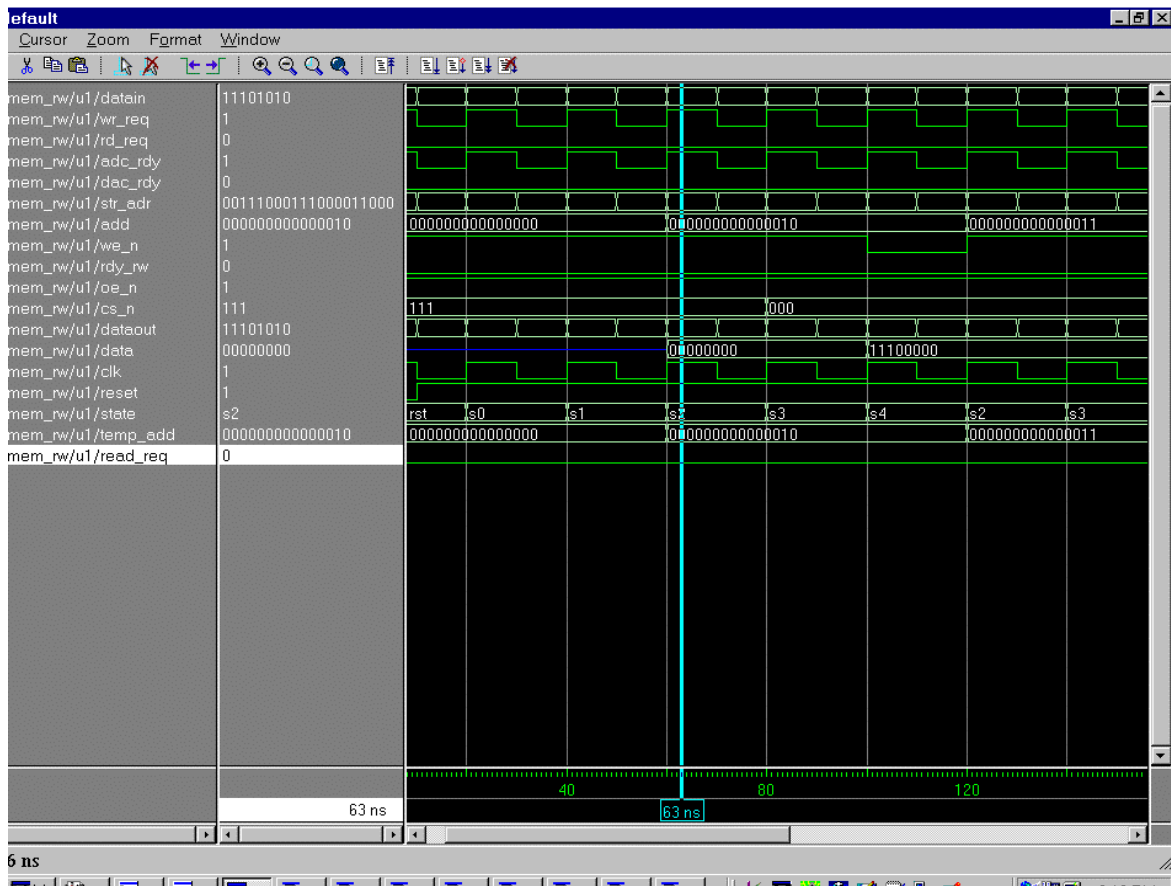 default
Cursor Zoom Format Window
mem_rw/u1/datain 11101010
mem_rw/u1/wr_req 1
mem_rw/u1/rd_req 0
mem_rw/u1/adc_rdy 1
mem_rw/u1/dac_rdy 0
mem_rw/u1/str_adr 00111000111000011000
mem_rw/u1/add 000000000000010 000000000000000 000000000000010 000000000000011
mem_rw/u1/we_n 1
mem_rw/u1/rdy_rw 0
mem_rw/u1/oe_n 1
mem_rw/u1/cs_n 111 111 000
mem_rw/u1/dataout 11101010
mem_rw/u1/data 00000000 00000000 11100000
mem_rw/u1/clk 1
mem_rw/u1/reset 1
mem_rw/u1/state s2 rst s0 s1 s2 s3 s4 s2 s3
mem_rw/u1/temp_add 000000000000010 000000000000000 000000000000010 000000000000011
mem_rw/u1/read_req 0
40 80 120
63 ns 63 ns
6 ns